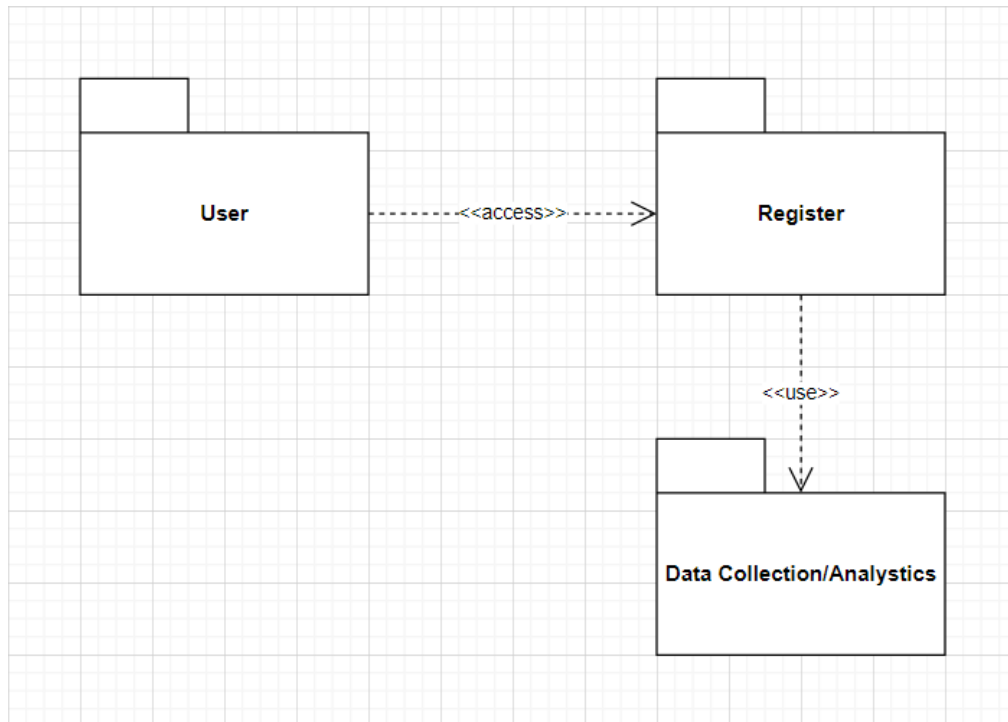 User
<<access>>
Register
<<use>>
Data Collection/Analystics